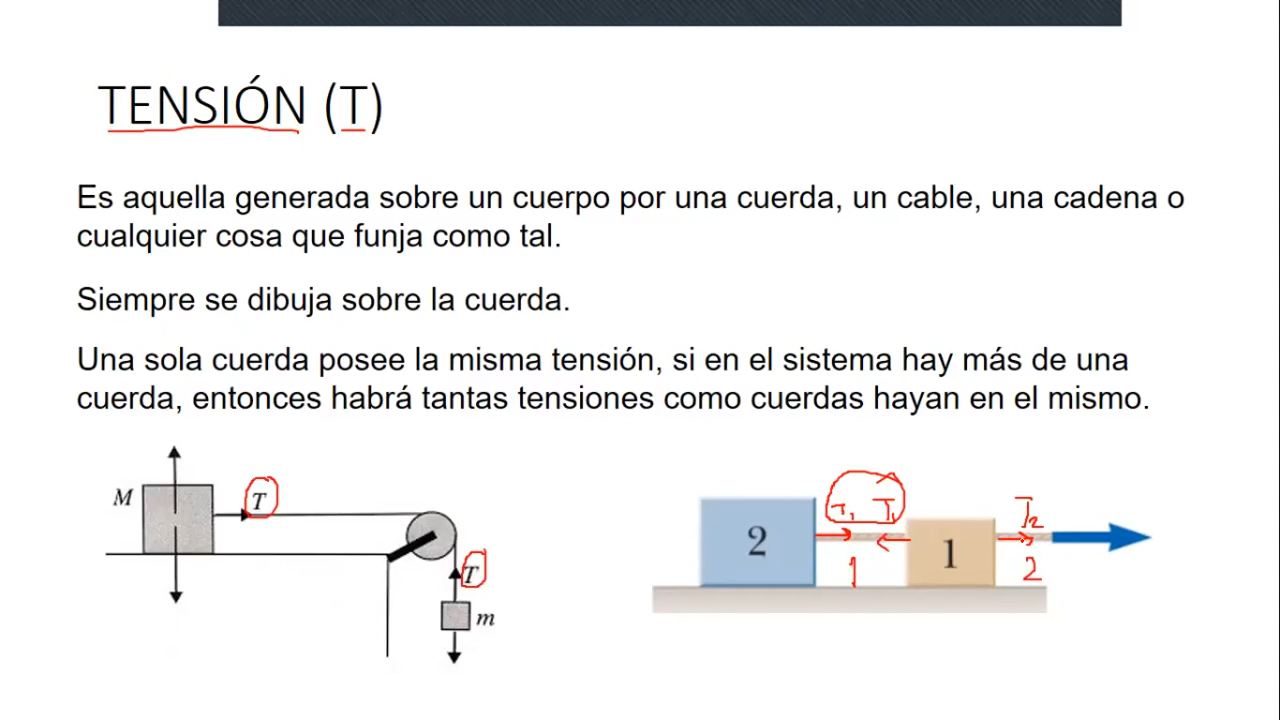 TENSIÓN (T)
Es aquella generada sobre un cuerpo por una cuerda, un cable, una cadena o
cualquier cosa que funja como tal.
Siempre se dibuja sobre la cuerda.
Una sola cuerda posee la misma tensión, si en el sistema hay más de una
cuerda, entonces habrá tantas tensiones como cuerdas hayan en el mismo.
M
T
T
m
2
T₁ T₁
1
1
T₂
2